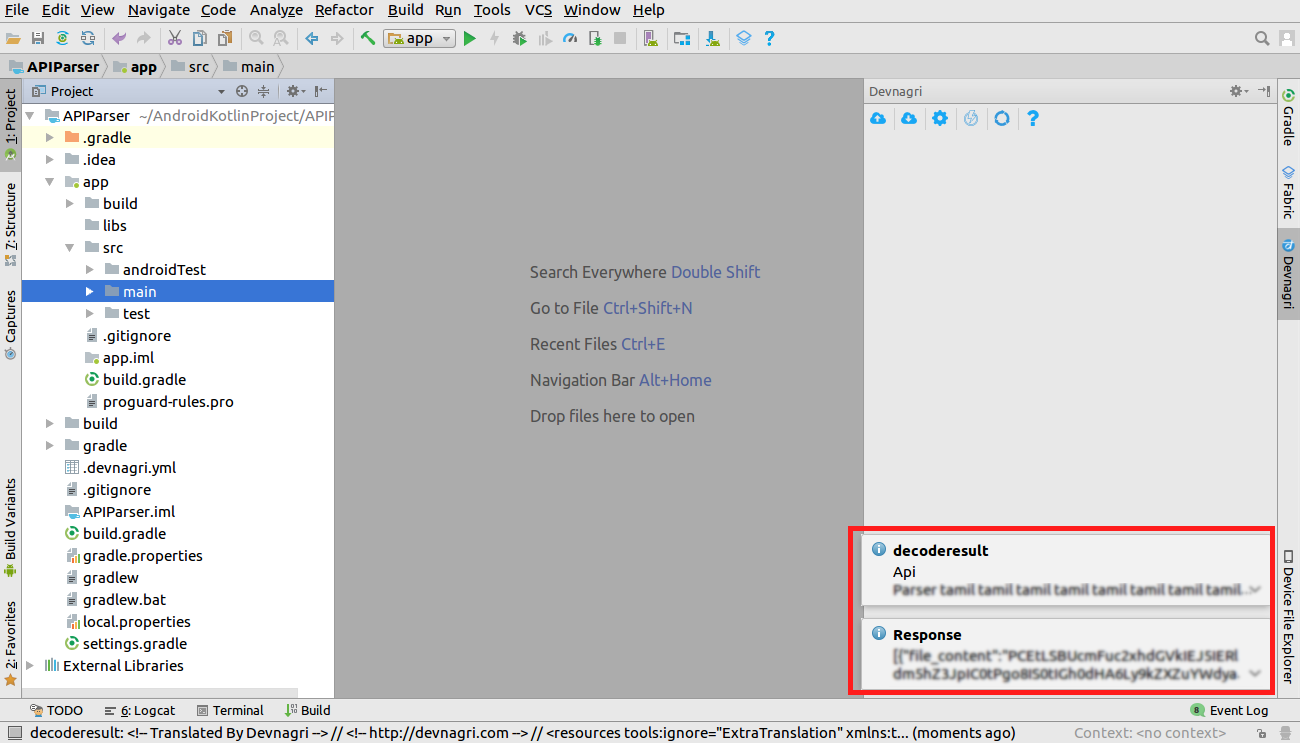 File Edit View Navigate Code Analyze Refactor Build Run Tools VCS Window Help
app
APIParser app src main
Project
Devnagri
1: Project
7: Structure
Captures
Build Variants
2: Favorites
APIParser ~/AndroidKotlinProject/APIP
.gradle
.idea
app
build
libs
src
androidTest
main
test
.gitignore
app.iml
build.gradle
proguard-rules.pro
build
gradle
.devnagri.yml
.gitignore
APIParser.iml
build.gradle
gradle.properties
gradlew
gradlew.bat
local.properties
settings.gradle
External Libraries
Search Everywhere Double Shift
Go to File Ctrl+Shift+N
Recent Files Ctrl+E
Navigation Bar Alt+Home
Drop files here to open
decoderesult
Api
Parser tamil tamil tamil tamil tamil tamil tamil tamil...
Response
Gradle
Fabric
Devnagri
Device File Explorer
TODO 6: Logcat Terminal Build 8 Event Log
decoderesult: <!-- Translated By Devnagri --> // <!-- http://devnagri.com --> // <resources tools:ignore="ExtraTranslation" xmlns:t... (moments ago) Context: <no context>